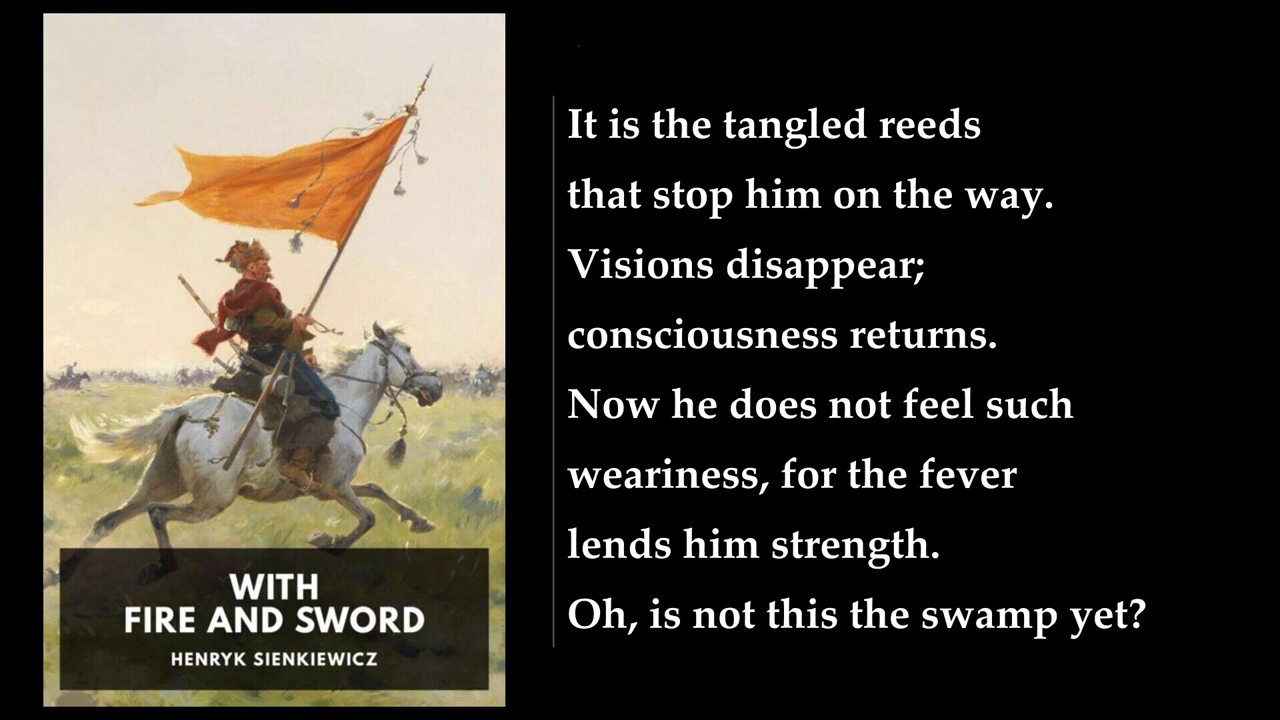 WITH
FIRE AND SWORD
HENRYK SIENKIEWICZ
It is the tangled reeds
that stop him on the way.
Visions disappear;
consciousness returns.
Now he does not feel such
weariness, for the fever
lends him strength.
Oh, is not this the swamp yet?